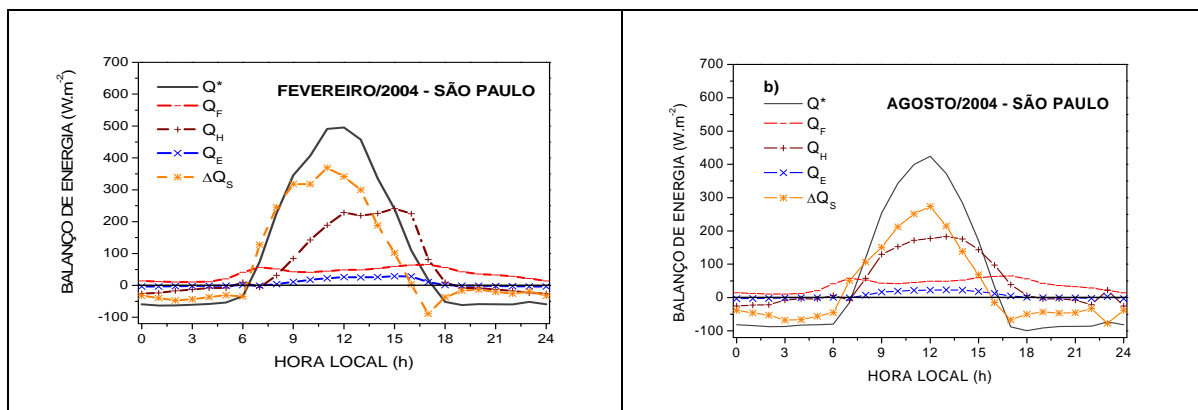 700
600
500
400
300
200
100
0
-100
BALANÇO DE ENERGIA (W.m-2)
Q*
QF
QH
QE
ΔQS
FEVEREIRO/2004 - SÃO PAULO
0 3 6 9 12 15 18 21 24
HORA LOCAL (h)
700
600
500
400
300
200
100
0
-100
BALANÇO DE ENERGIA (W.m-2)
b)
Q*
QF
QH
QE
ΔQS
AGOSTO/2004 - SÃO PAULO
0 3 6 9 12 15 18 21 24
HORA LOCAL (h)